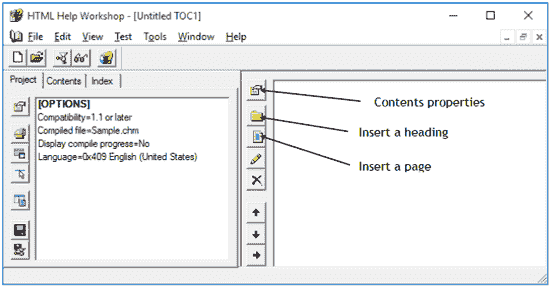 HTML Help Workshop - [Untitled TOC1]
File Edit View Test Tools Window Help
Project Contents Index
[OPTIONS]
Compatibility=1.1 or later
Compiled file=Sample.chm
Display compile progress=No
Language=0x409 English (United States)
Contents properties
Insert a heading
Insert a page